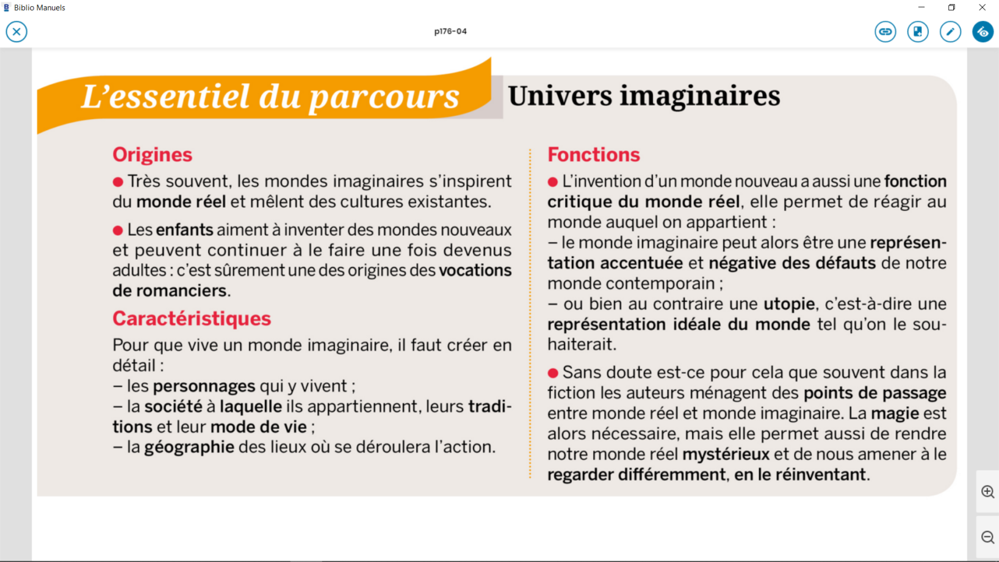 Biblio Manuels
p176-04
L’essentiel du parcours
Univers imaginaires
Origines
● Très souvent, les mondes imaginaires s’inspirent
du monde réel et mêlent des cultures existantes.
● Les enfants aiment à inventer des mondes nouveaux
et peuvent continuer à le faire une fois devenus
adultes : c’est sûrement une des origines des vocations
de romanciers.
Caractéristiques
Pour que vive un monde imaginaire, il faut créer en
détail :
– les personnages qui y vivent ;
– la société à laquelle ils appartiennent, leurs tradi-
tions et leur mode de vie ;
– la géographie des lieux où se déroulera l’action.
Fonctions
● L’invention d’un monde nouveau a aussi une fonction
critique du monde réel, elle permet de réagir au
monde auquel on appartient :
– le monde imaginaire peut alors être une représen-
tation accentuée et négative des défauts de notre
monde contemporain ;
– ou bien au contraire une utopie, c’est-à-dire une
représentation idéale du monde tel qu’on le sou-
haiterait.
● Sans doute est-ce pour cela que souvent dans la
fiction les auteurs ménagent des points de passage
entre monde réel et monde imaginaire. La magie est
alors nécessaire, mais elle permet aussi de rendre
notre monde réel mystérieux et de nous amener à le
regarder différemment, en le réinventant.